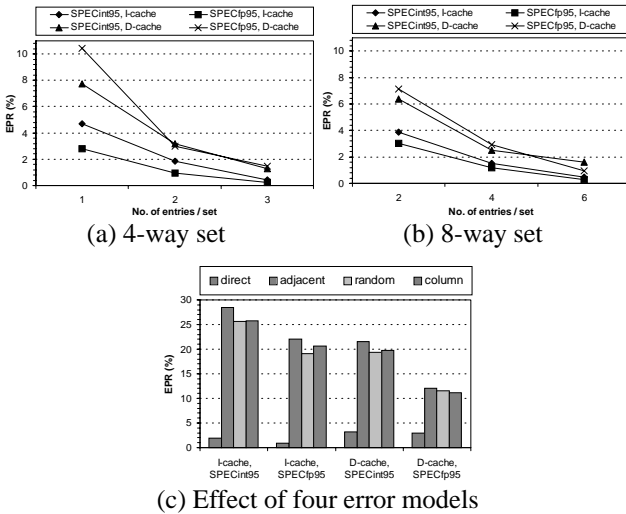 SPECint95, I-cache SPECfp95, I-cache
SPECint95, D-cache SPECfp95, D-cache
EPR (%)
10
8
6
4
2
0
1 2 3
No. of entries / set
(a) 4-way set
SPECint95, I-cache SPECfp95, I-cache
SPECint95, D-cache SPECfp95, D-cache
EPR (%)
10
8
6
4
2
0
2 4 6
No. of entries / set
(b) 8-way set
direct adjacent random column
EPR (%)
30
25
20
15
10
5
0
I-cache, I-cache, D-cache, D-cache,
SPECint95 SPECfp95 SPECint95 SPECfp95
(c) Effect of four error models